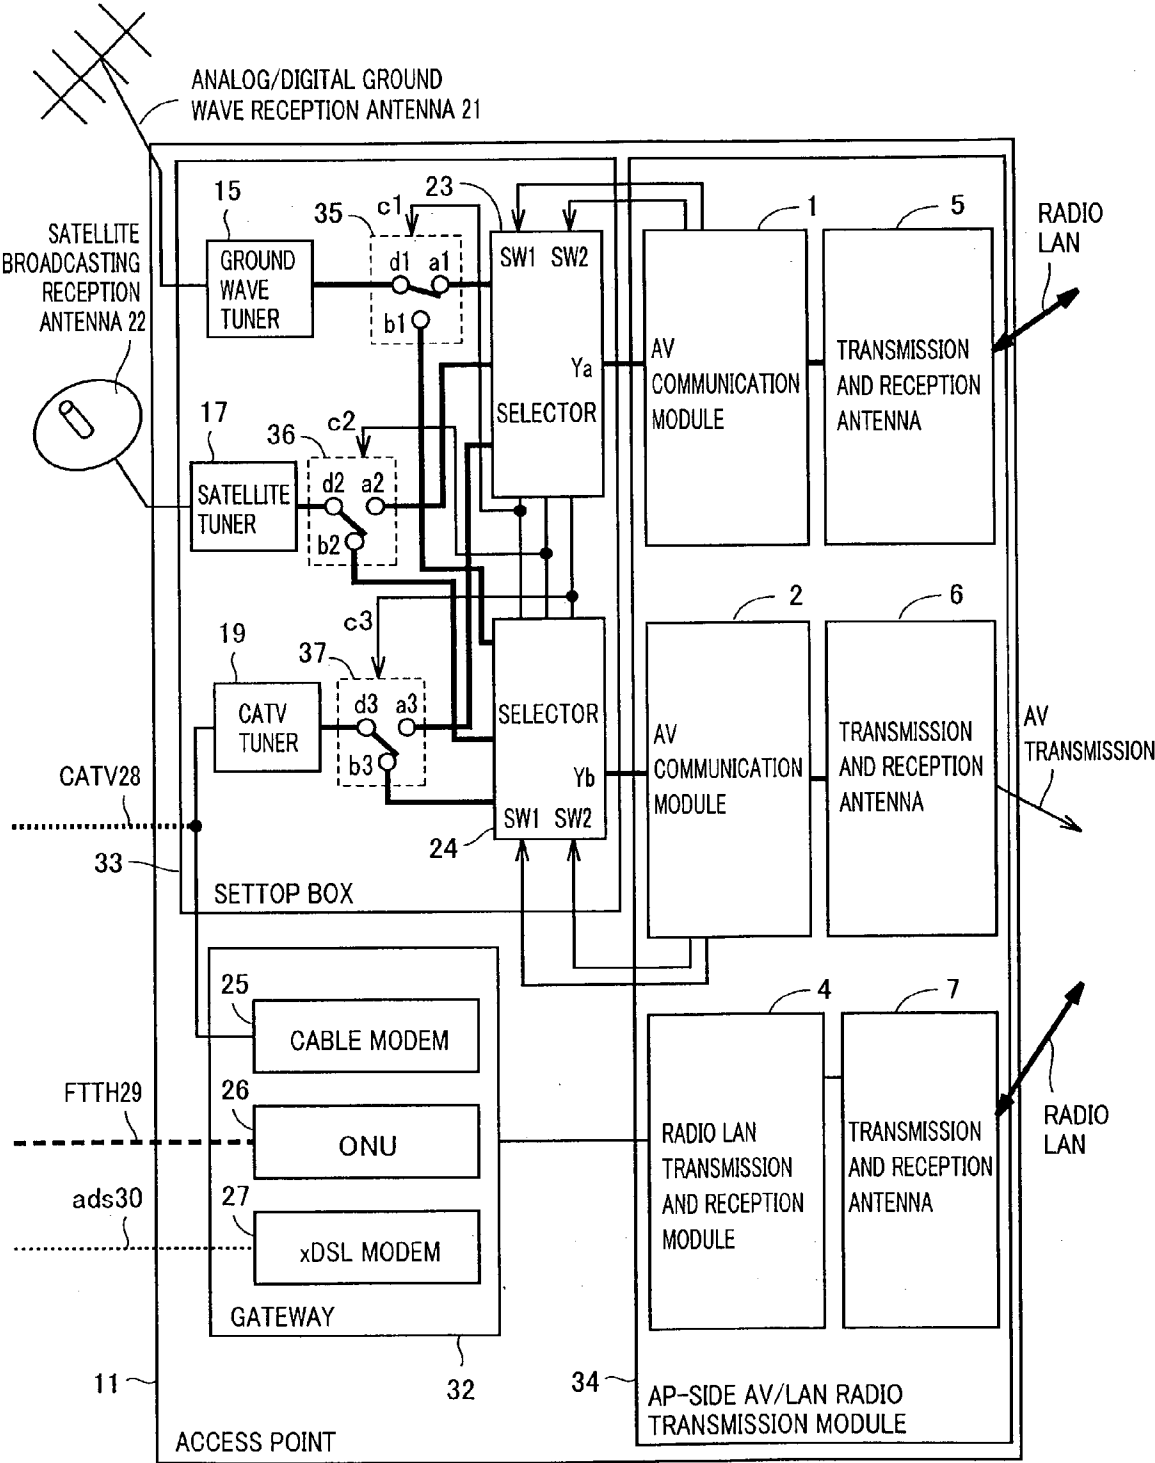 ANALOG/DIGITAL GROUND
WAVE RECEPTION ANTENNA 21
SATELLITE
BROADCASTING
RECEPTION
ANTENNA 22
15
GROUND
WAVE
TUNER
35
c1
d1
a1
b1
23
SW1
SW2
Ya
SELECTOR
1
AV
COMMUNICATION
MODULE
5
TRANSMISSION
AND RECEPTION
ANTENNA
RADIO
LAN
17
SATELLITE
TUNER
36
c2
d2
a2
b2
19
CATV
TUNER
37
c3
d3
a3
b3
SELECTOR
Yb
SW1
SW2
24
2
AV
COMMUNICATION
MODULE
6
TRANSMISSION
AND RECEPTION
ANTENNA
AV
TRANSMISSION
CATV28
33
SETTOP BOX
25
CABLE MODEM
FTTH29
26
ONU
ads30
27
xDSL MODEM
GATEWAY
32
4
RADIO LAN
TRANSMISSION
AND RECEPTION
MODULE
7
TRANSMISSION
AND RECEPTION
ANTENNA
RADIO
LAN
11
34
AP-SIDE AV/LAN RADIO
TRANSMISSION MODULE
ACCESS POINT